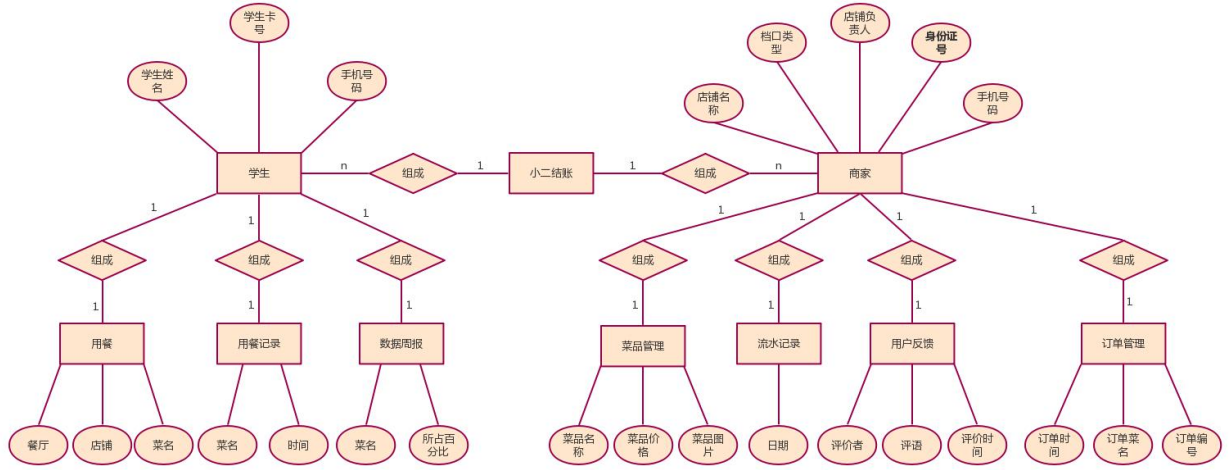 学生卡
号
店铺负
责人
档口类
型
身份证
号
学生姓
名
手机号
码
店铺名
称
手机号
码
学生
n
组成
1
小二结账
1
组成
n
商家
1
1
1
1
1
1
1
组成
组成
组成
组成
组成
组成
组成
1
1
1
1
1
1
1
用餐
用餐记录
数据周报
菜品管理
流水记录
用户反馈
订单管理
餐厅
店铺
菜名
菜名
时间
菜名
所占百
分比
菜品名
称
菜品价
格
菜品图
片
日期
评价者
评语
评价时
间
订单时
间
订单菜
名
订单编
号